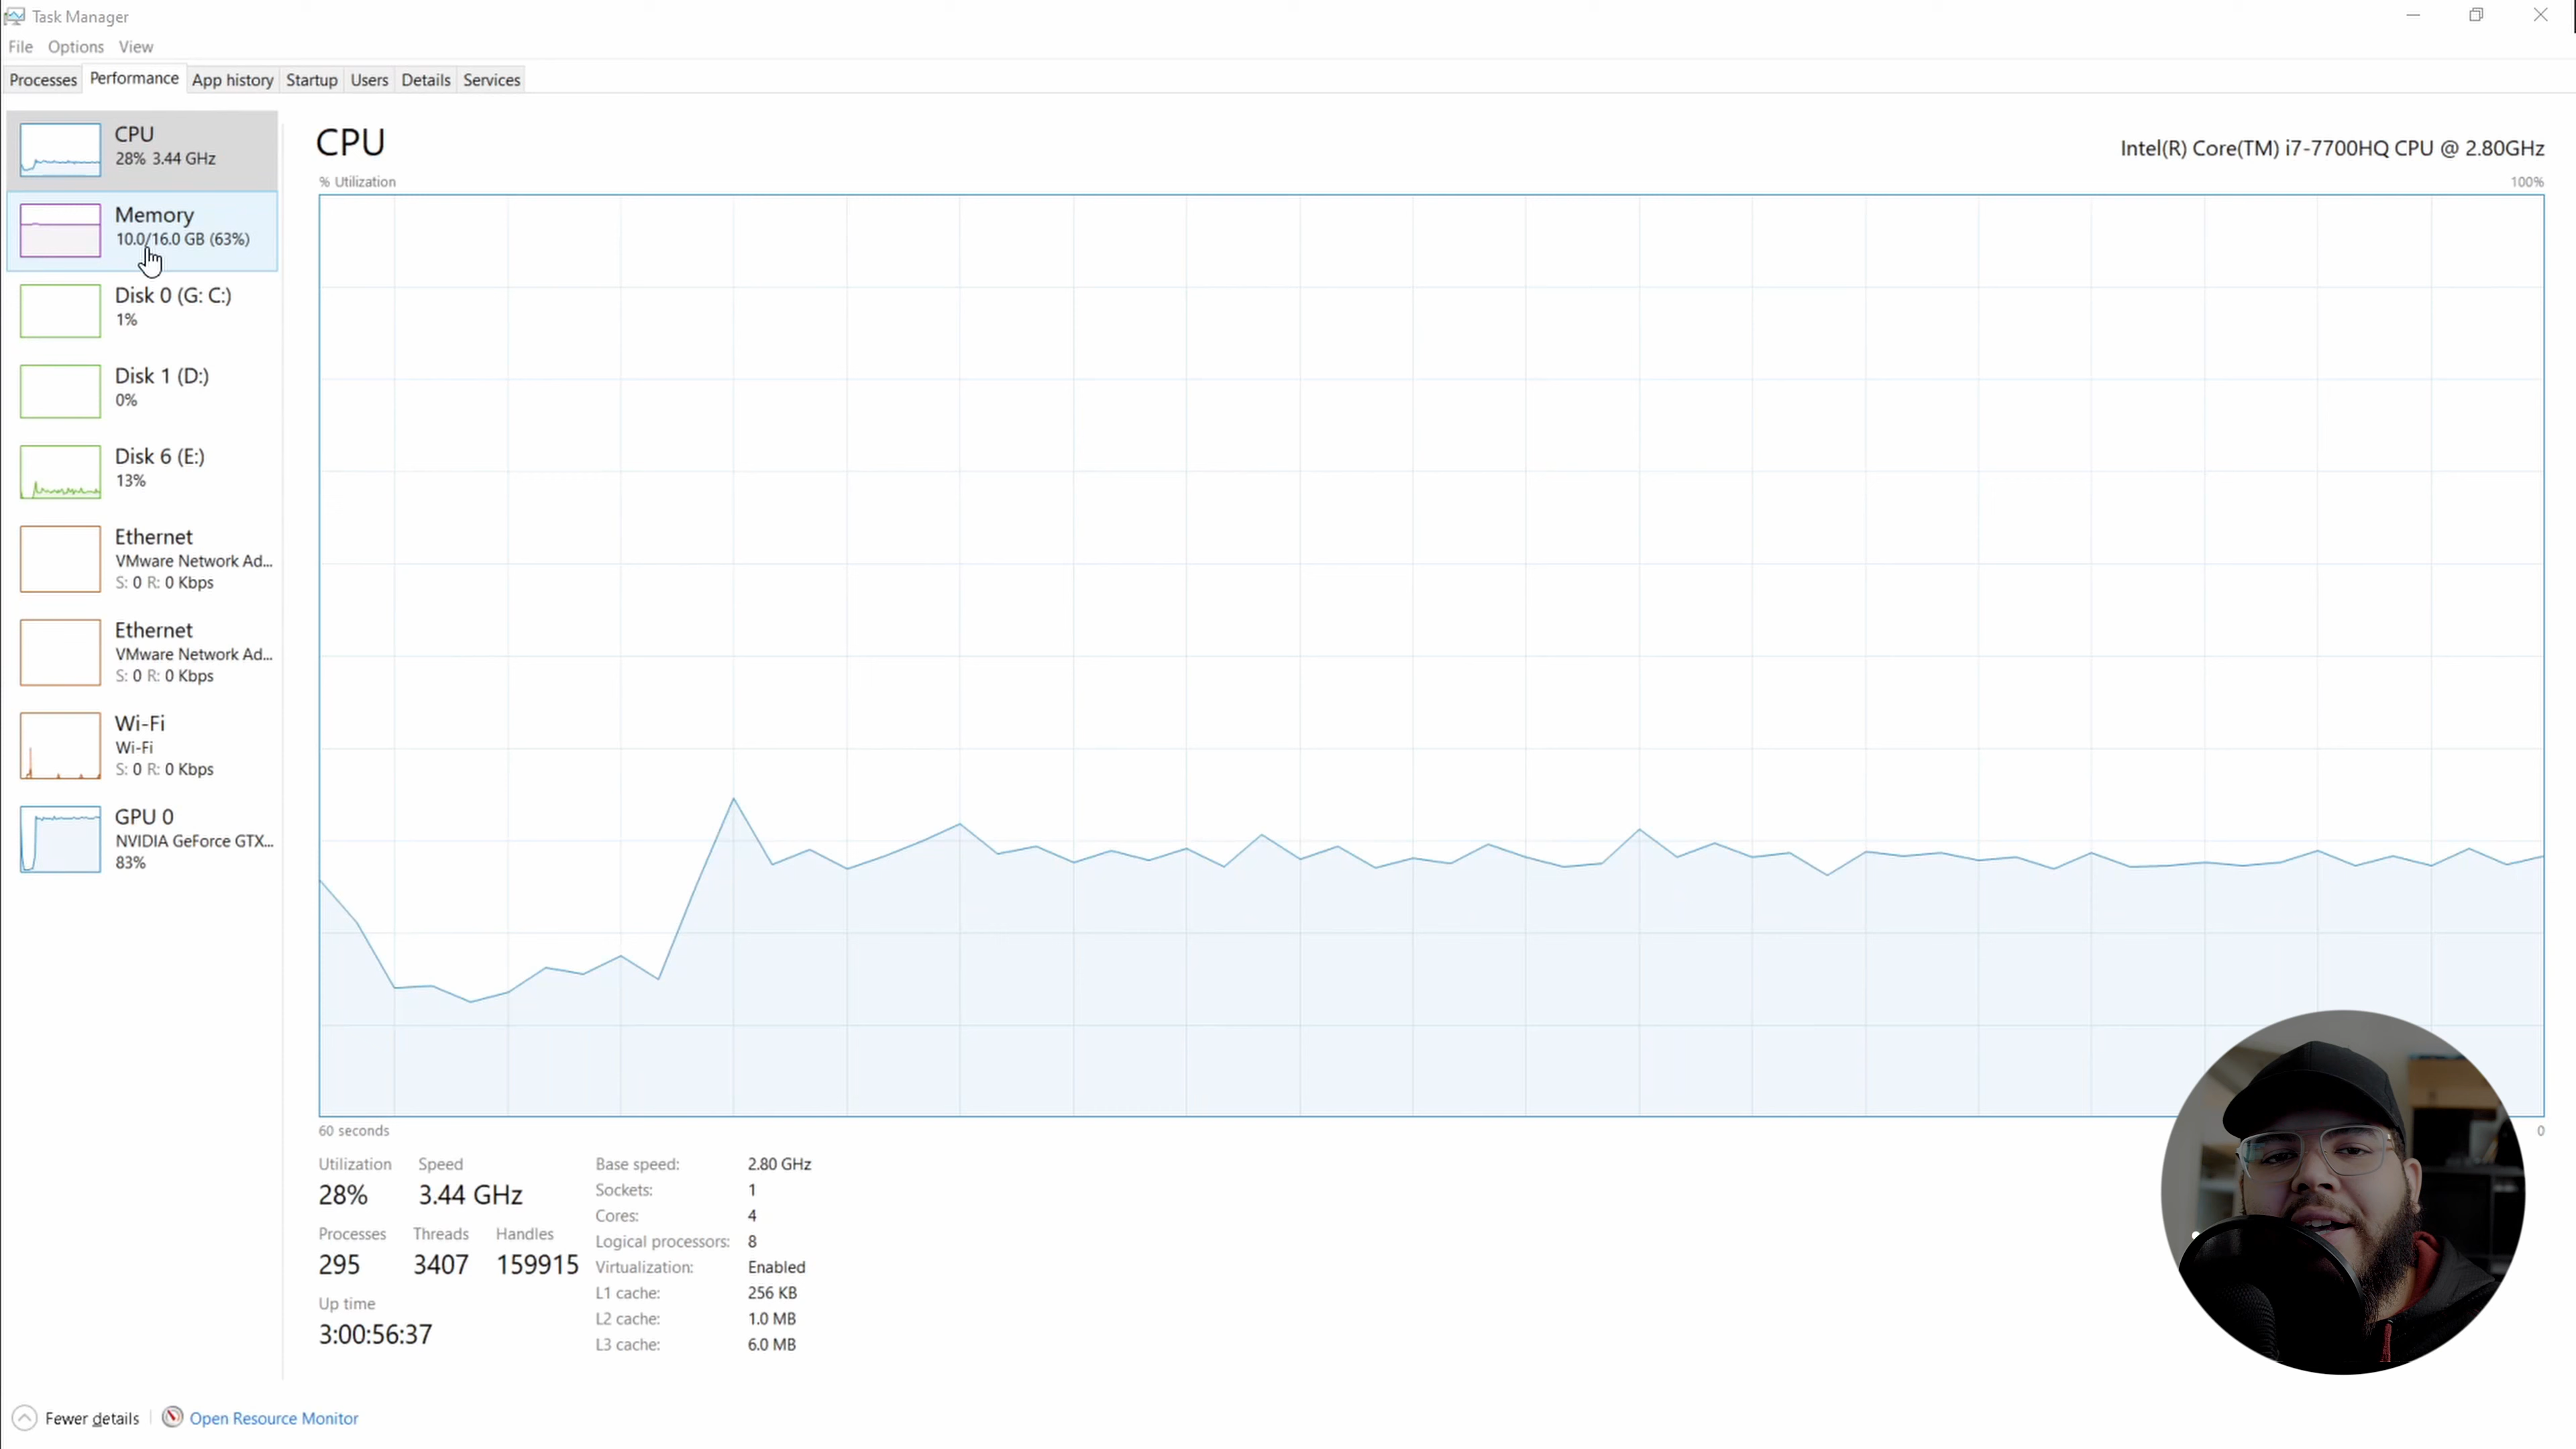 Task Manager
File Options View
Processes Performance App history Startup Users Details Services
CPU
28% 3.44 GHz
Memory
10.0/16.0 GB (63%)
Disk 0 (G: C:)
1%
Disk 1 (D:)
0%
Disk 6 (E:)
13%
Ethernet
VMware Network Ad...
S: 0 R: 0 Kbps
Ethernet
VMware Network Ad...
S: 0 R: 0 Kbps
Wi-Fi
Wi-Fi
S: 0 R: 0 Kbps
GPU 0
NVIDIA GeForce GTX...
83%
CPU
Intel(R) Core(TM) i7-7700HQ CPU @ 2.80GHz
% Utilization 100%
60 seconds 0
Utilization Speed
28% 3.44 GHz
Processes Threads Handles
295 3407 159915
Up time
3:00:56:37
Base speed: 2.80 GHz
Sockets: 1
Cores: 4
Logical processors: 8
Virtualization: Enabled
L1 cache: 256 KB
L2 cache: 1.0 MB
L3 cache: 6.0 MB
Fewer details Open Resource Monitor